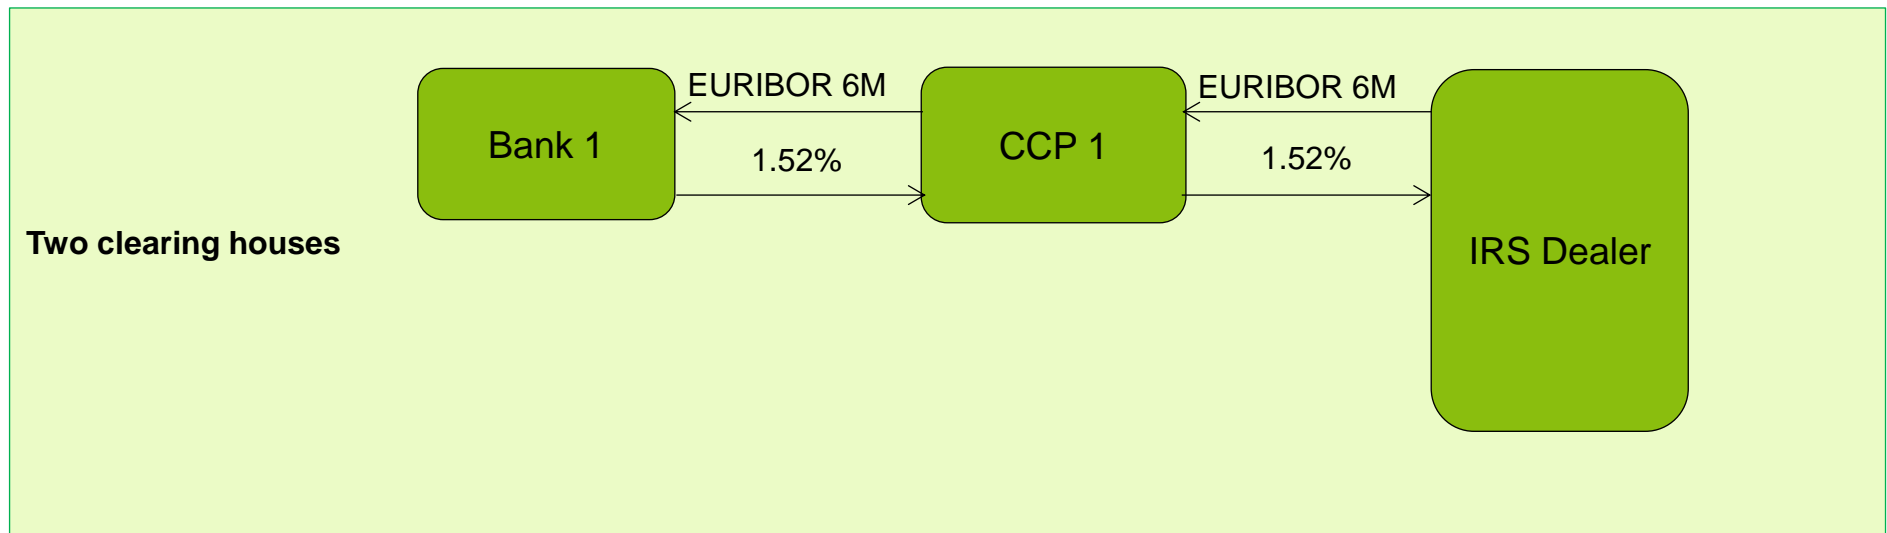 EURIBOR 6M
EURIBOR 6M
Bank 1
CCP 1
1.52%
1.52%
Two clearing houses
IRS Dealer